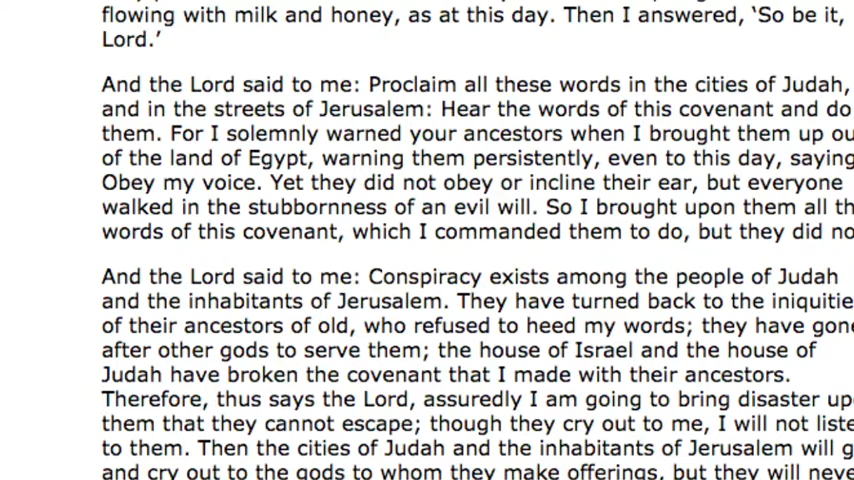 flowing with milk and honey, as at this day. Then I answered, ‘So be it,
Lord.’
And the Lord said to me: Proclaim all these words in the cities of Judah,
and in the streets of Jerusalem: Hear the words of this covenant and do
them. For I solemnly warned your ancestors when I brought them up ou
of the land of Egypt, warning them persistently, even to this day, saying
Obey my voice. Yet they did not obey or incline their ear, but everyone
walked in the stubbornness of an evil will. So I brought upon them all th
words of this covenant, which I commanded them to do, but they did no
And the Lord said to me: Conspiracy exists among the people of Judah
and the inhabitants of Jerusalem. They have turned back to the iniquitie
of their ancestors of old, who refused to heed my words; they have gone
after other gods to serve them; the house of Israel and the house of
Judah have broken the covenant that I made with their ancestors.
Therefore, thus says the Lord, assuredly I am going to bring disaster up
them that they cannot escape; though they cry out to me, I will not liste
to them. Then the cities of Judah and the inhabitants of Jerusalem will g
and cry out to the gods to whom they make offerings, but they will neve